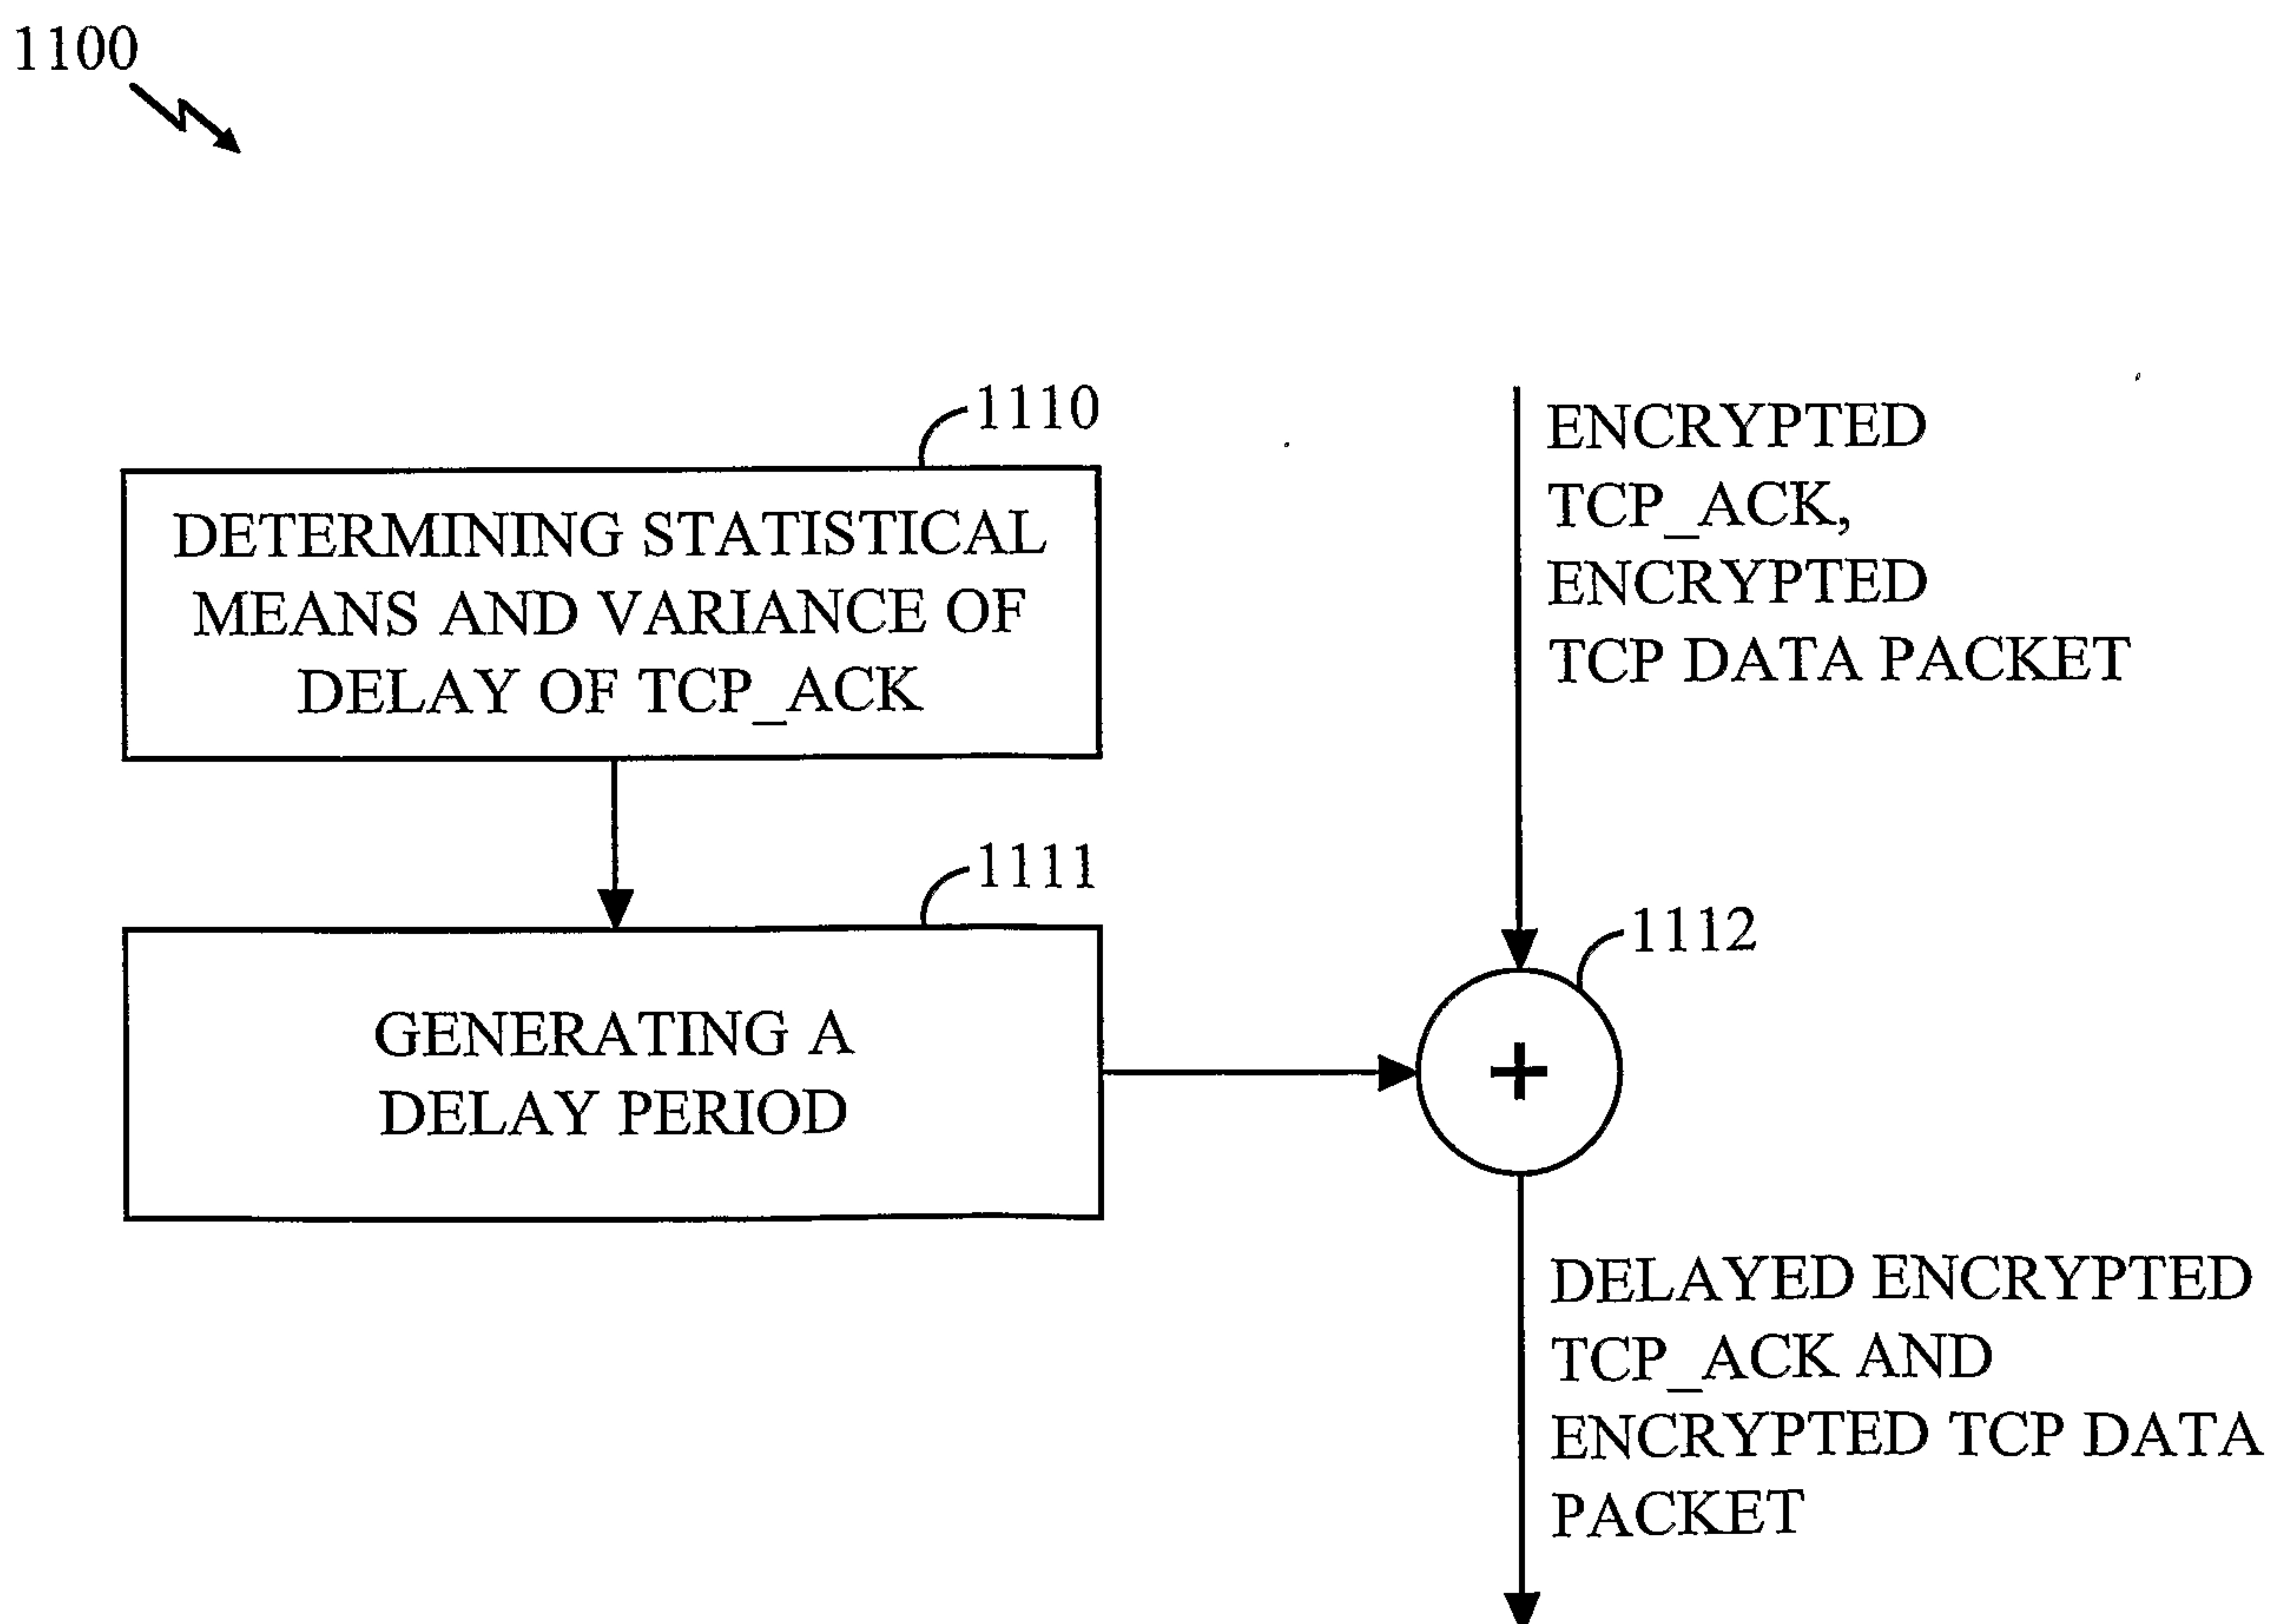 1100
1110
DETERMINING STATISTICAL
MEANS AND VARIANCE OF
DELAY OF TCP_ACK
ENCRYPTED
TCP_ACK,
ENCRYPTED
TCP DATA PACKET
1111
GENERATING A
DELAY PERIOD
1112
+
DELAYED ENCRYPTED
TCP_ACK AND
ENCRYPTED TCP DATA
PACKET